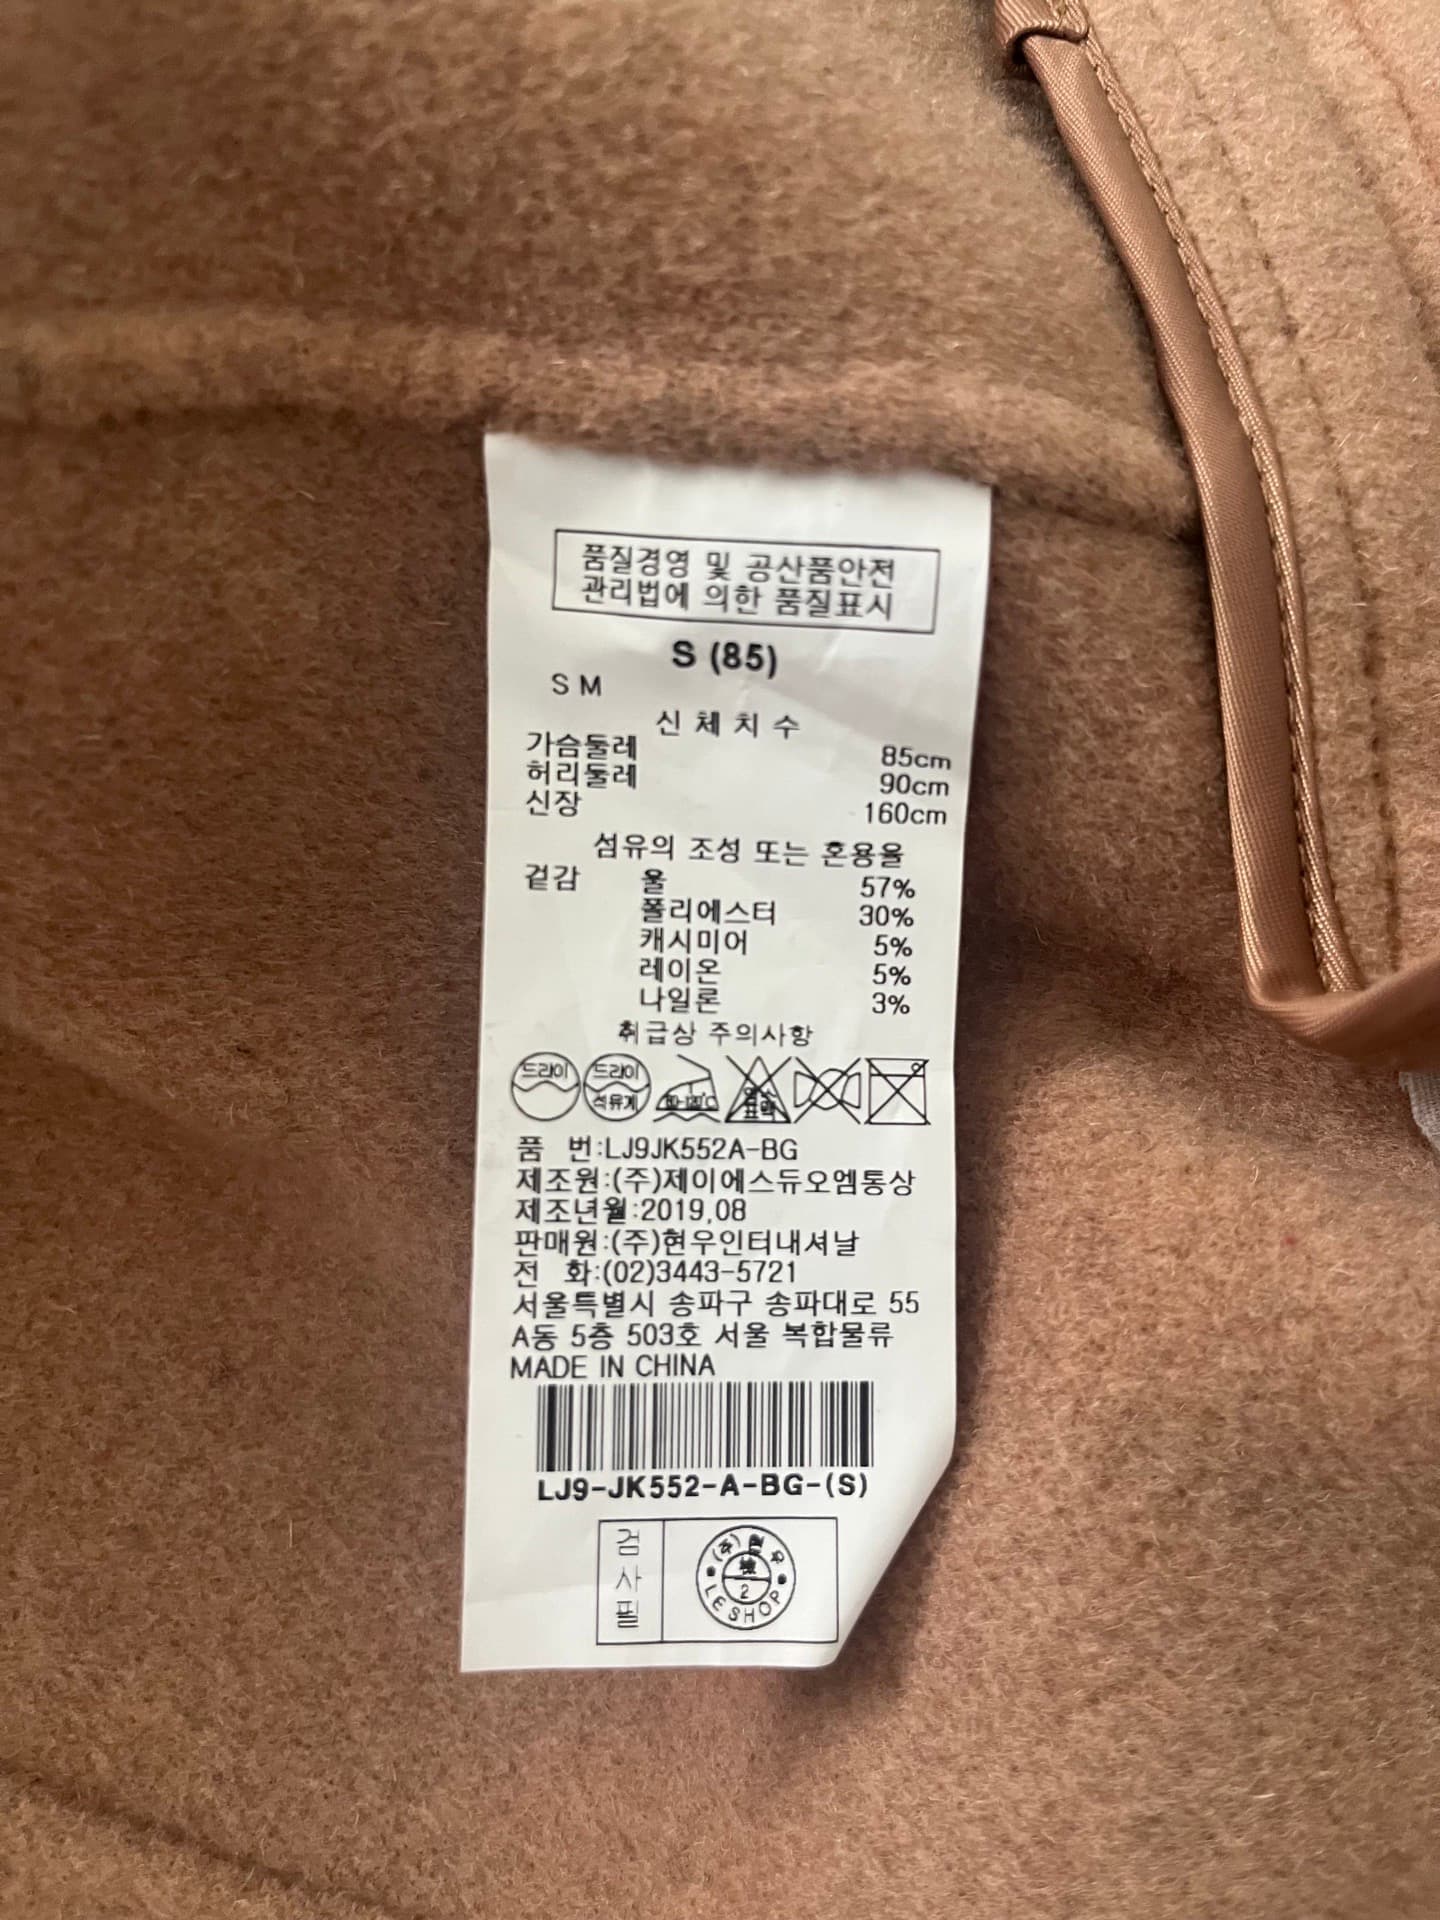 품질경영 및 공산품안전
관리법에 의한 품질표시
S (85)
S M
신 체 치 수
가슴둘레 85cm
허리둘레 90cm
신장 160cm
섬유의 조성 또는 혼용율
겉감 울 57%
폴리에스터 30%
캐시미어 5%
레이온 5%
나일론 3%
취급상 주의사항
드라이 드라이
석유계
품 번:LJ9JK552A-BG
제조원:(주)제이에스듀오엠통상
제조년월:2019,08
판매원:(주)현우인터내셔날
전 화:(02)3443-5721
서울특별시 송파구 송파대로 55
A동 5층 503호 서울 복합물류
MADE IN CHINA
LJ9-JK552-A-BG-(S)
검사필
(주)현우
2
LE SHOP